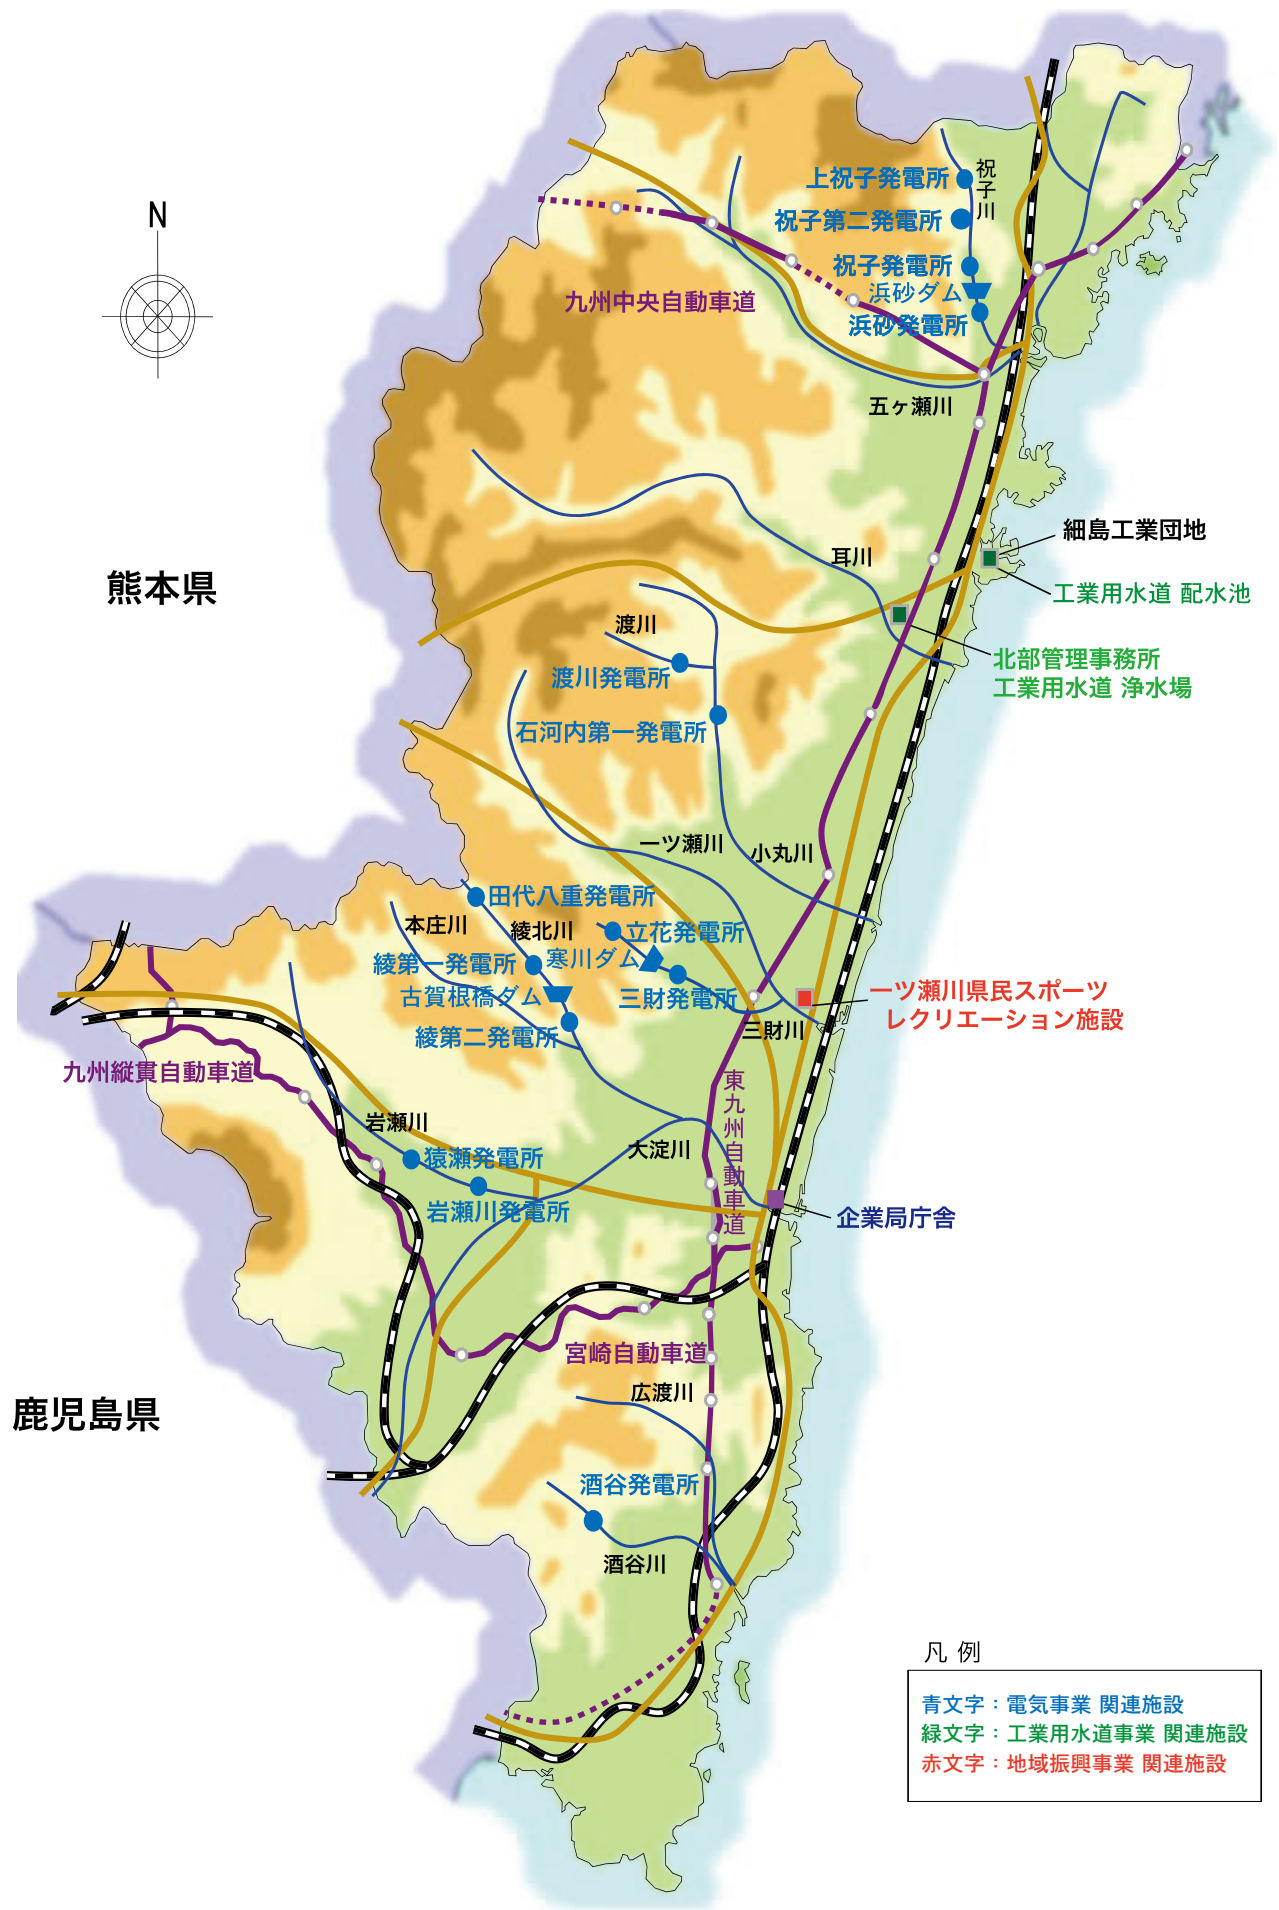 N
上祝子発電所
祝子川
祝子第二発電所
祝子発電所
浜砂ダム
浜砂発電所
九州中央自動車道
五ヶ瀬川
細島工業団地
耳川
工業用水道 配水池
熊本県
渡川
北部管理事務所
工業用水道 浄水場
渡川発電所
石河内第一発電所
一ツ瀬川
小丸川
田代八重発電所
本庄川
綾北川
立花発電所
綾第一発電所
寒川ダム
古賀根橋ダム
三財発電所
一ツ瀬川県民スポーツ
レクリエーション施設
綾第二発電所
三財川
九州縦貫自動車道
東九州自動車道
岩瀬川
大淀川
猿瀬発電所
岩瀬川発電所
企業局庁舎
宮崎自動車道
広渡川
鹿児島県
酒谷発電所
酒谷川
凡 例
青文字：電気事業 関連施設
緑文字：工業用水道事業 関連施設
赤文字：地域振興事業 関連施設